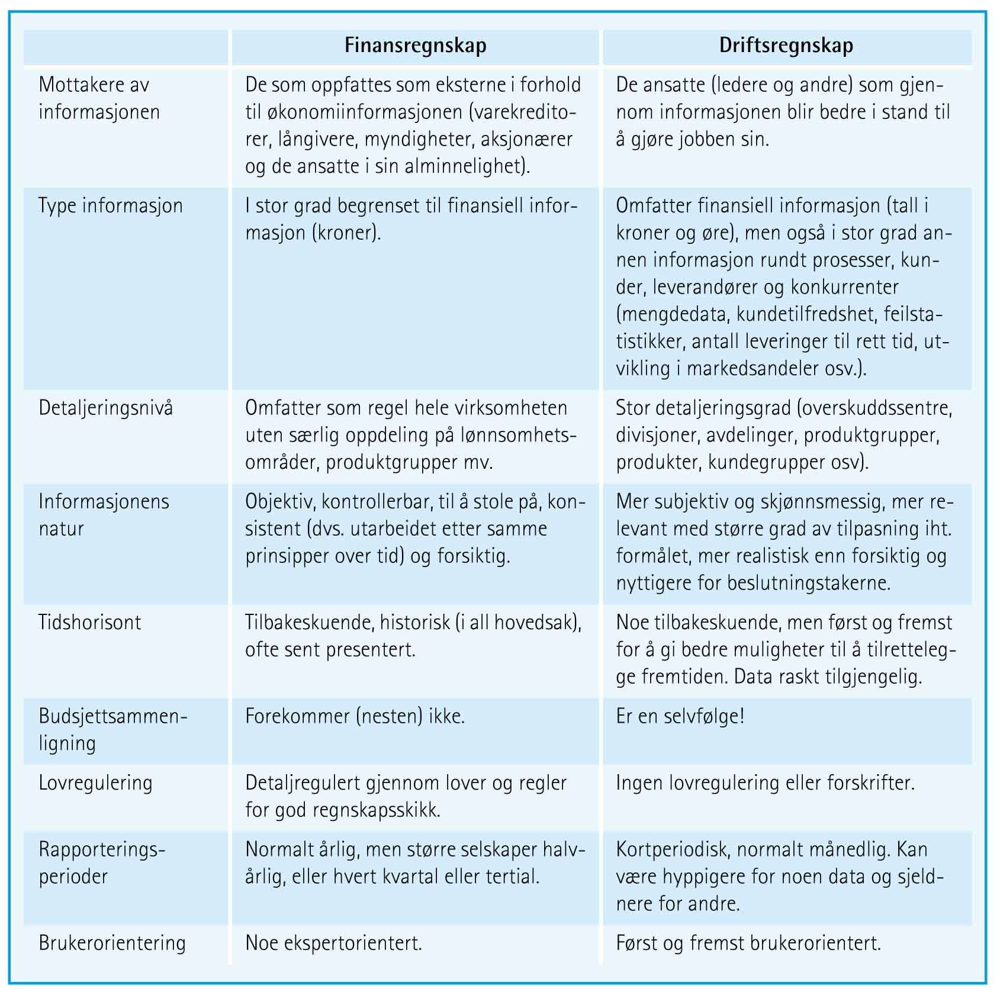 Finansregnskap
Driftsregnskap
Mottakere av
informasjonen
De som oppfattes som eksterne i forhold
til økonomiinformasjonen (varekredito-
rer, långivere, myndigheter, aksjonærer
og de ansatte i sin alminnelighet).
De ansatte (ledere og andre) som gjen-
nom informasjonen blir bedre i stand til
å gjøre jobben sin.
Type informasjon
I stor grad begrenset til finansiell infor-
masjon (kroner).
Omfatter finansiell informasjon (tall i
kroner og øre), men også i stor grad an-
nen informasjon rundt prosesser, kun-
der, leverandører og konkurrenter
(mengdedata, kundetilfredshet, feilsta-
tistikker, antall leveringer til rett tid, ut-
vikling i markedsandeler osv.).
Detaljeringsnivå
Omfatter som regel hele virksomheten
uten særlig oppdeling på lønnsomhets-
områder, produktgrupper mv.
Stor detaljeringsgrad (overskuddssentre,
divisjoner, avdelinger, produktgrupper,
produkter, kundegrupper osv).
Informasjonens
natur
Objektiv, kontrollerbar, til å stole på, kon-
sistent (dvs. utarbeidet etter samme
prinsipper over tid) og forsiktig.
Mer subjektiv og skjønnsmessig, mer re-
levant med større grad av tilpasning iht.
formålet, mer realistisk enn forsiktig og
nyttigere for beslutningstakerne.
Tidshorisont
Tilbakeskuende, historisk (i all hovedsak),
ofte sent presentert.
Noe tilbakeskuende, men først og fremst
for å gi bedre muligheter til å tilretteleg-
ge fremtiden. Data raskt tilgjengelig.
Budsjettsammen-
ligning
Forekommer (nesten) ikke.
Er en selvfølge!
Lovregulering
Detaljregulert gjennom lover og regler
for god regnskapsskikk.
Ingen lovregulering eller forskrifter.
Rapporterings-
perioder
Normalt årlig, men større selskaper halv-
årlig, eller hvert kvartal eller tertial.
Kortperiodisk, normalt månedlig. Kan
være hyppigere for noen data og sjeld-
nere for andre.
Brukerorientering
Noe ekspertorientert.
Først og fremst brukerorientert.